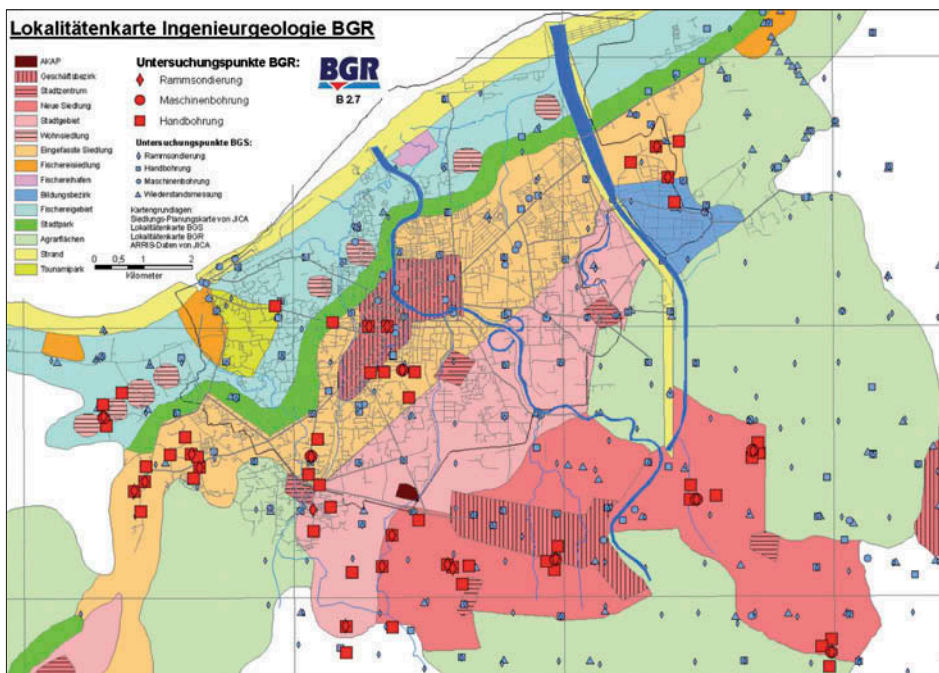 Lokalitätenkarte Ingenieurgeologie BGR
AKAP
Geschäftsbezirk
Stadtzentrum
Neue Siedlung
Stadtgebiet
Wohnsiedlung
Eingefasste Siedlung
Fischereisiedlung
Fischereihafen
Bildungsbezirk
Fischereigebiet
Stadtpark
Agrarflächen
Strand
Tsunamipark
0 0,5 1 2
Kilometer
Untersuchungspunkte BGR:
Rammsondierung
Maschinenbohrung
Handbohrung
Untersuchungspunkte BGS:
Rammsondierung
Handbohrung
Maschinenbohrung
Wiederstandsmessung
Kartengrundlagen:
Siedlungs-Planungskarte von JICA
Lokalitätenkarte BGS
Lokalitätenkarte BGR
ARRIS-Daten von JICA
BGR
B 2.7